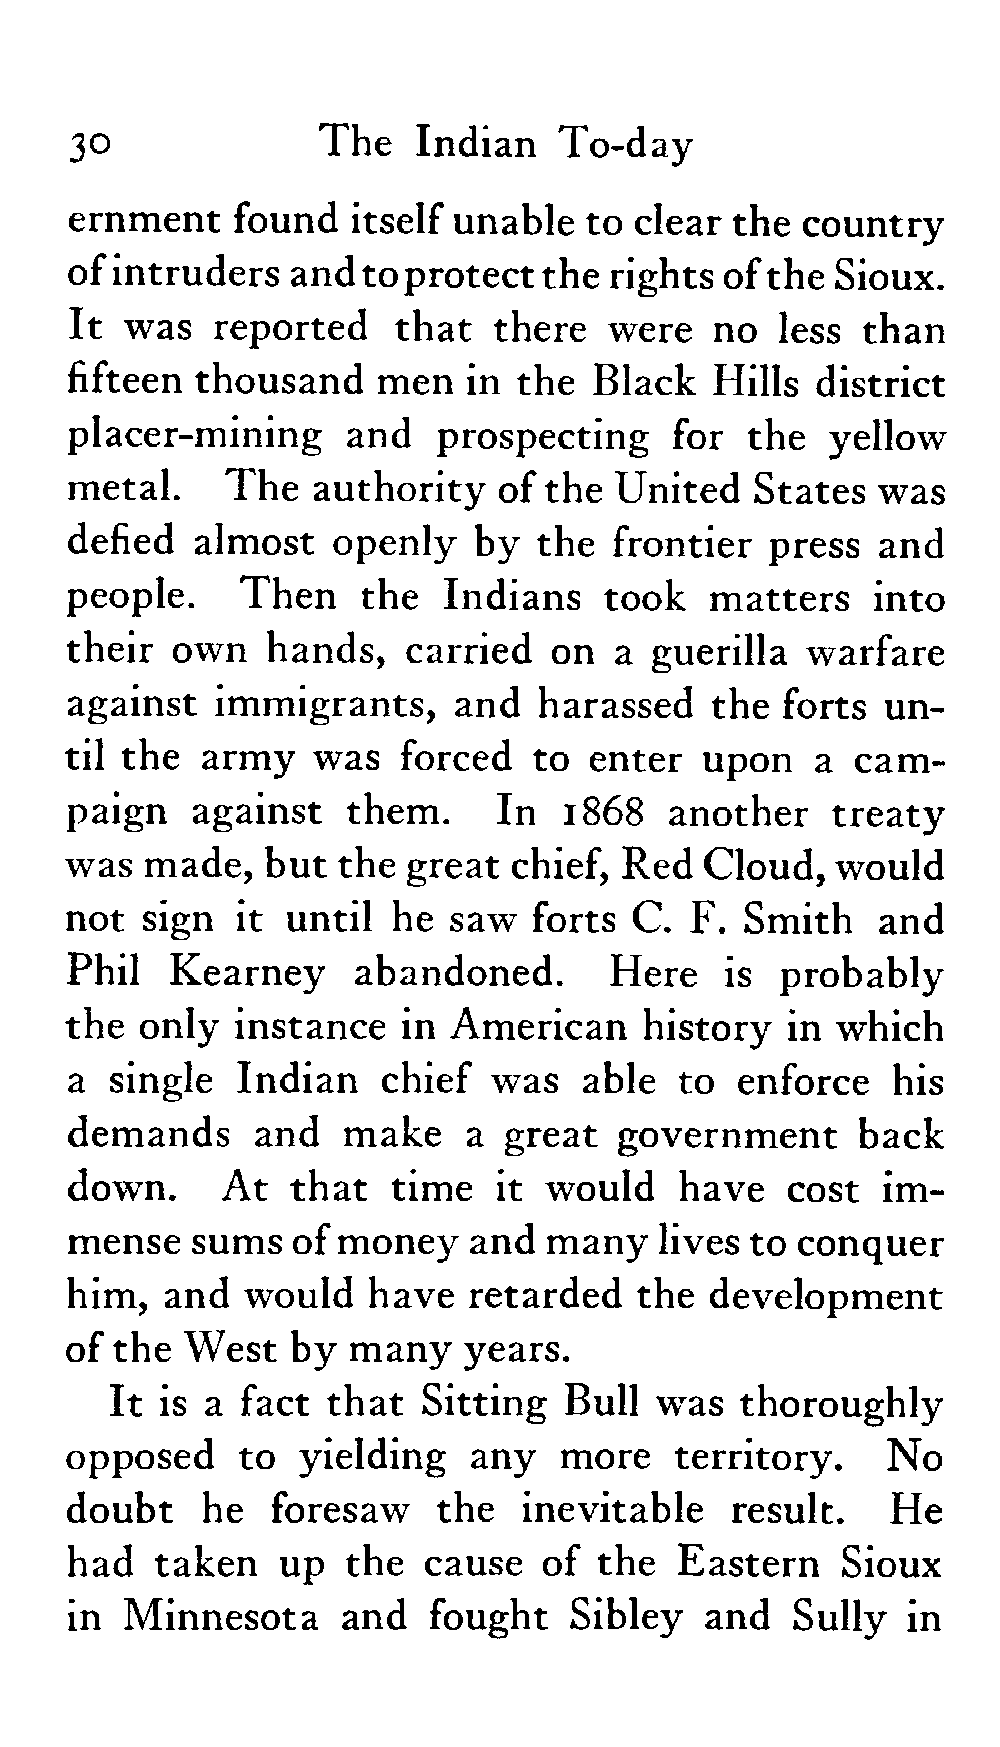 30 The Indian To-day
ernment found itself unable to clear the country
of intruders and to protect the rights of the Sioux.
It was reported that there were no less than
fifteen thousand men in the Black Hills district
placer-mining and prospecting for the yellow
metal. The authority of the United States was
defied almost openly by the frontier press and
people. Then the Indians took matters into
their own hands, carried on a guerilla warfare
against immigrants, and harassed the forts un-
til the army was forced to enter upon a cam-
paign against them. In 1868 another treaty
was made, but the great chief, Red Cloud, would
not sign it until he saw forts C. F. Smith and
Phil Kearney abandoned. Here is probably
the only instance in American history in which
a single Indian chief was able to enforce his
demands and make a great government back
down. At that time it would have cost im-
mense sums of money and many lives to conquer
him, and would have retarded the development
of the West by many years.
It is a fact that Sitting Bull was thoroughly
opposed to yielding any more territory. No
doubt he foresaw the inevitable result. He
had taken up the cause of the Eastern Sioux
in Minnesota and fought Sibley and Sully in